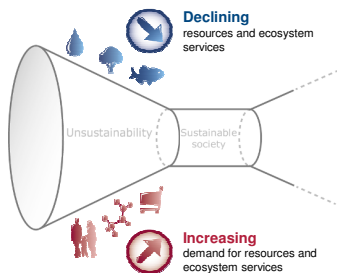 Declining
resources and ecosystem
services
Unsustainability
Sustainable
society
Increasing
demand for resources and
ecosystem services